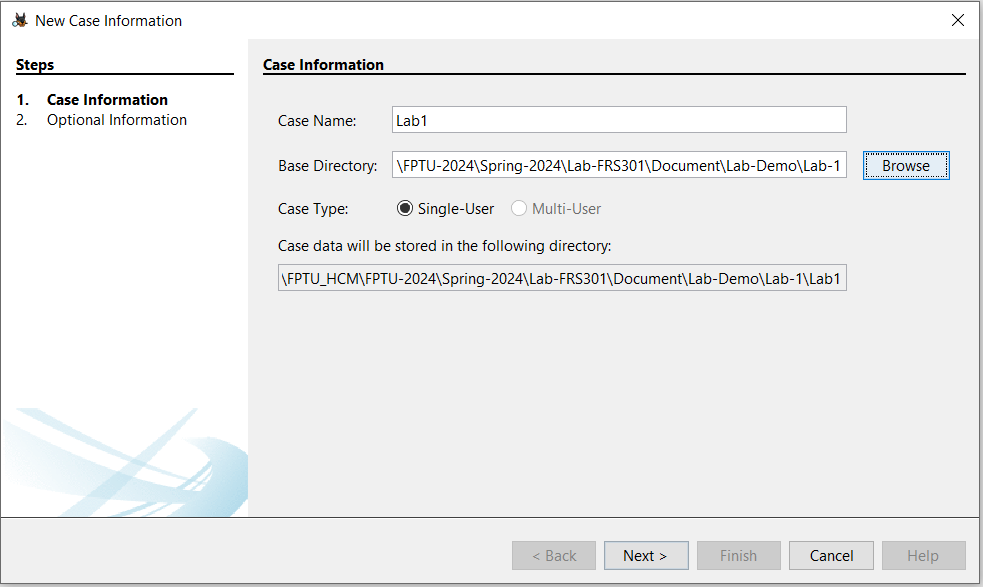 New Case Information
Steps
1. Case Information
2. Optional Information
Case Information
Case Name: Lab1
Base Directory: \FPTU-2024\Spring-2024\Lab-FRS301\Document\Lab-Demo\Lab-1 Browse
Case Type: Single-User Multi-User
Case data will be stored in the following directory:
\FPTU_HCM\FPTU-2024\Spring-2024\Lab-FRS301\Document\Lab-Demo\Lab-1\Lab1
< Back Next > Finish Cancel Help